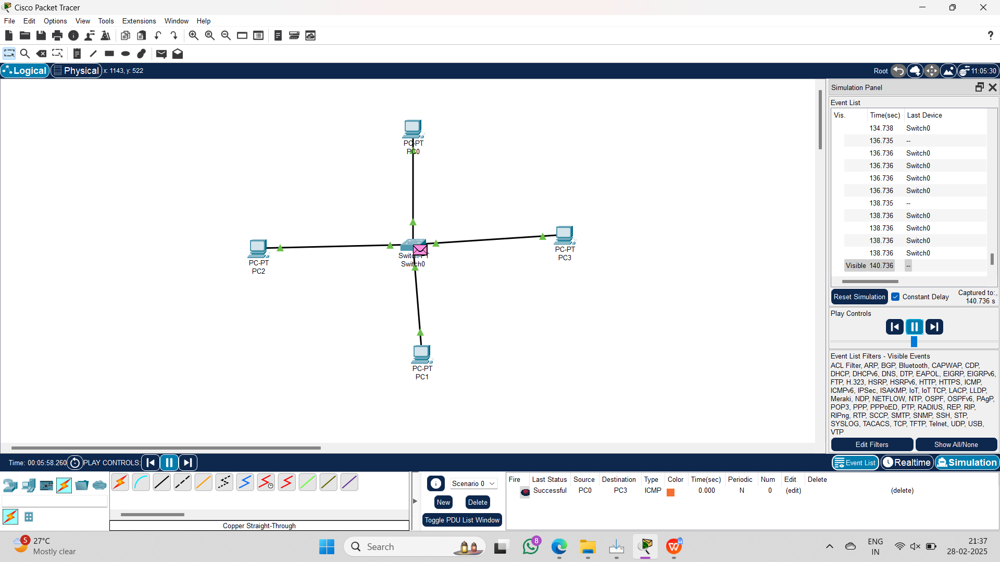 Cisco Packet Tracer
File Edit Options View Tools Extensions Window Help
?
Logical Physical x: 1143, y: 522
Root 11:05:30
PC-PT
PC0
PC-PT
PC2
Switch-PT
Switch0
PC-PT
PC3
PC-PT
PC1
Simulation Panel
Event List
Vis. Time(sec) Last Device
134.738 Switch0
136.735 --
136.736 Switch0
136.736 Switch0
136.736 Switch0
136.736 Switch0
138.735 --
138.736 Switch0
138.736 Switch0
138.736 Switch0
138.736 Switch0
Visible 140.736 --
Reset Simulation Constant Delay Captured to:
140.736 s
Play Controls
Event List Filters - Visible Events
ACL Filter, ARP, BGP, Bluetooth, CAPWAP, CDP,
DHCP, DHCPv6, DNS, DTP, EAPOL, EIGRP, EIGRPv6,
FTP, H.323, HSRP, HSRPv6, HTTP, HTTPS, ICMP,
ICMPv6, IPSec, ISAKMP, IoT, IoT TCP, LACP, LLDP,
Meraki, NDP, NETFLOW, NTP, OSPF, OSPFv6, PAgP,
POP3, PPP, PPPoED, PTP, RADIUS, REP, RIP,
RIPng, RTP, SCCP, SMTP, SNMP, SSH, STP,
SYSLOG, TACACS, TCP, TFTP, Telnet, UDP, USB,
VTP
Edit Filters Show All/None
Time: 00:05:58.260 PLAY CONTROLS:
Event List Realtime Simulation
Copper Straight-Through
Scenario 0
New Delete
Toggle PDU List Window
Fire Last Status Source Destination Type Color Time(sec) Periodic Num Edit Delete
Successful PC0 PC3 ICMP 0.000 N 0 (edit) (delete)
5
27°C
Mostly clear
Search
8
W
ENG
IN
21:37
28-02-2025